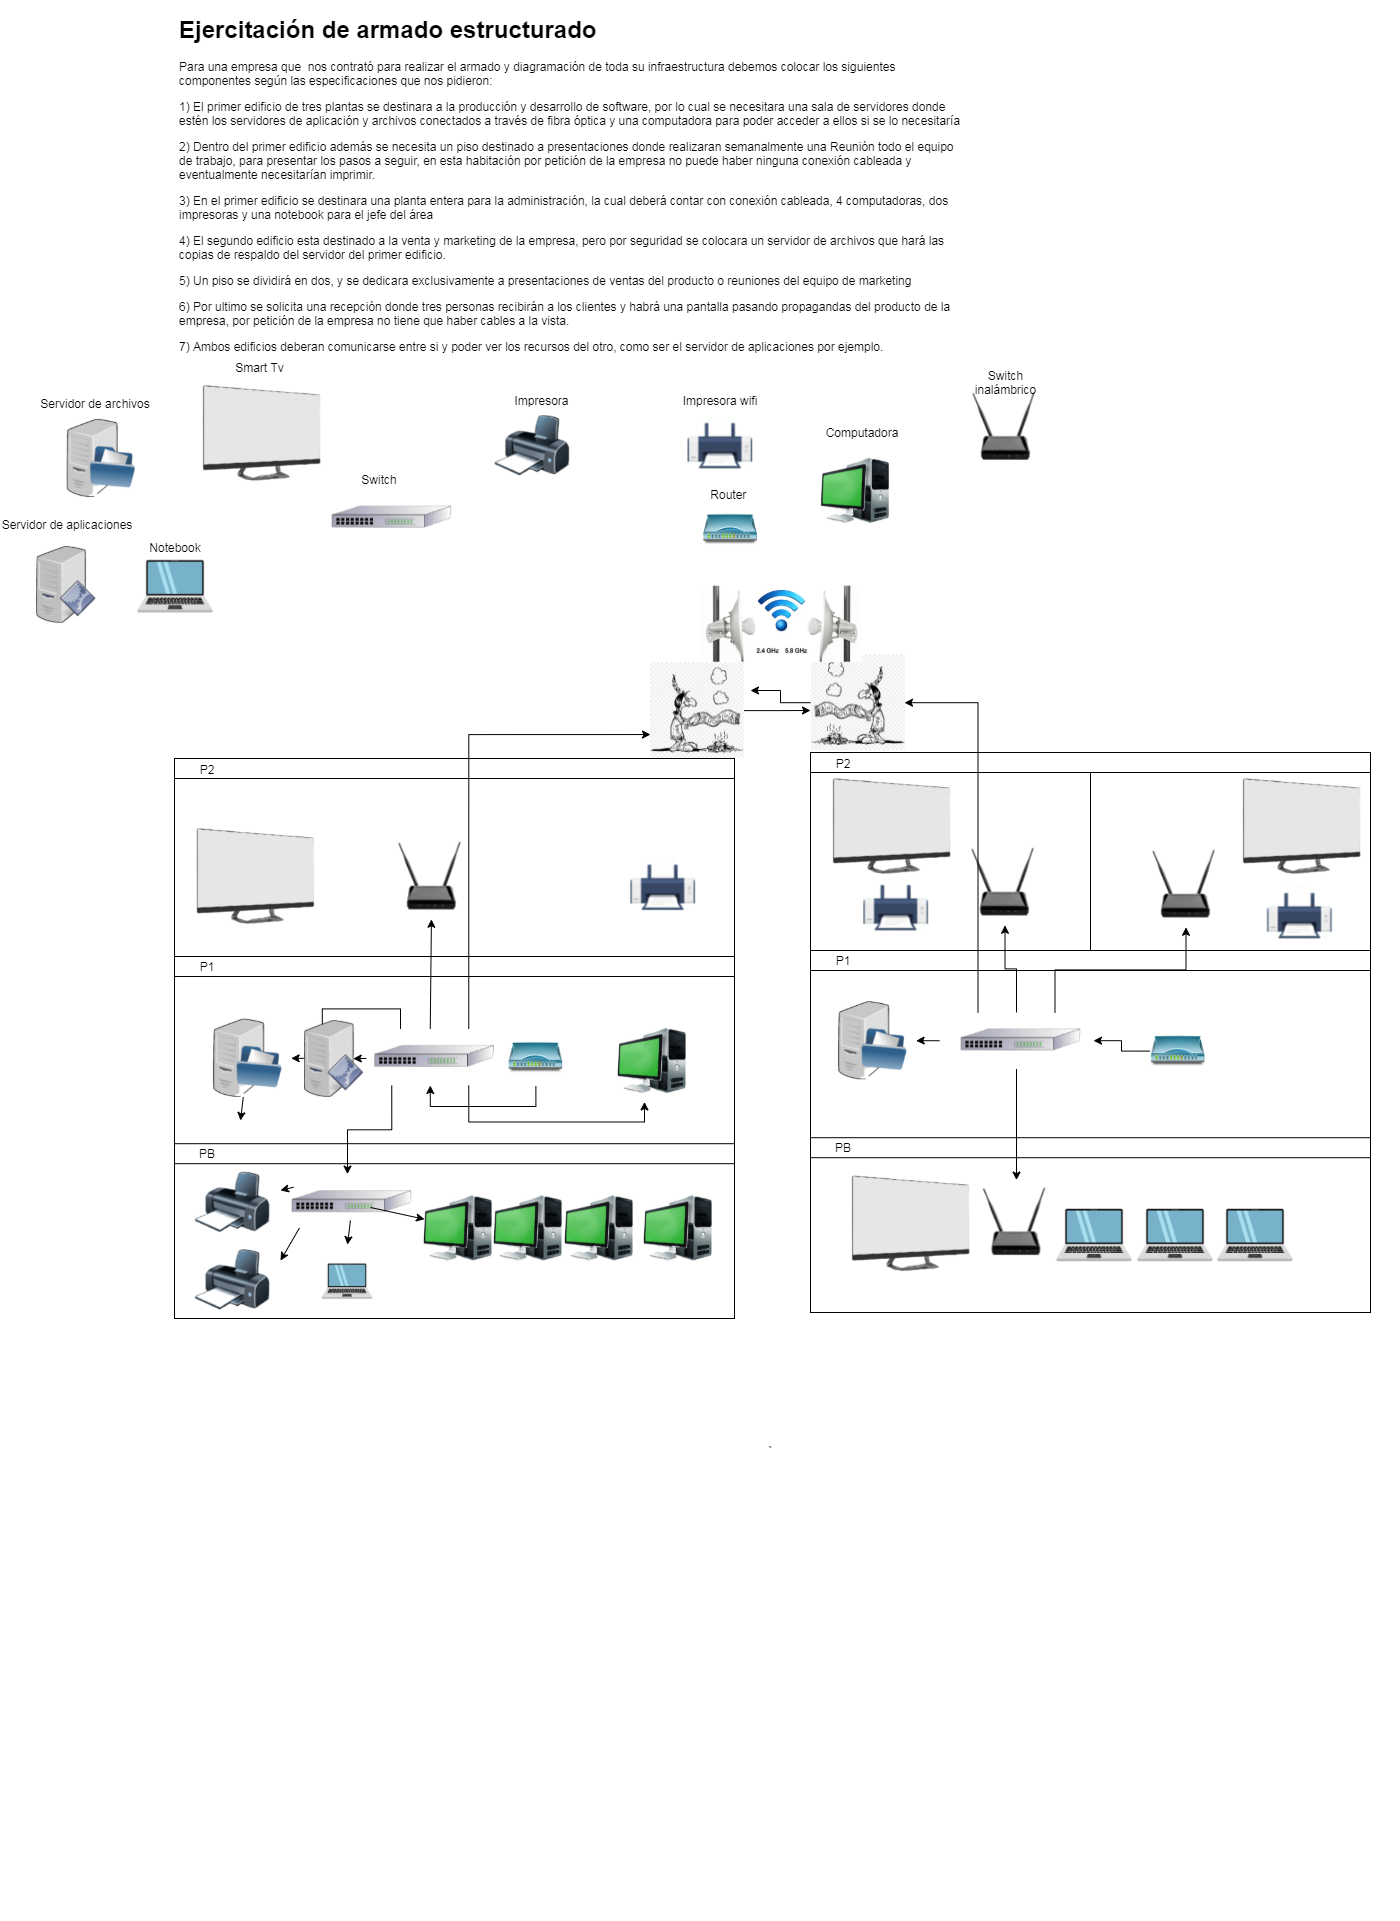 Ejercitación de armado estructurado
Para una empresa que  nos contrató para realizar el armado y diagramación de toda su infraestructura debemos colocar los siguientes
componentes según las especificaciones que nos pidieron:
1) El primer edificio de tres plantas se destinara a la producción y desarrollo de software, por lo cual se necesitara una sala de servidores donde
estén los servidores de aplicación y archivos conectados a través de fibra óptica y una computadora para poder acceder a ellos si se lo necesitaría
2) Dentro del primer edificio además se necesita un piso destinado a presentaciones donde realizaran semanalmente una Reunión todo el equipo
de trabajo, para presentar los pasos a seguir, en esta habitación por petición de la empresa no puede haber ninguna conexión cableada y
eventualmente necesitarían imprimir.
3) En el primer edificio se destinara una planta entera para la administración, la cual deberá contar con conexión cableada, 4 computadoras, dos
impresoras y una notebook para el jefe del área
4) El segundo edificio esta destinado a la venta y marketing de la empresa, pero por seguridad se colocara un servidor de archivos que hará las
copias de respaldo del servidor del primer edificio.
5) Un piso se dividirá en dos, y se dedicara exclusivamente a presentaciones de ventas del producto o reuniones del equipo de marketing
6) Por ultimo se solicita una recepción donde tres personas recibirán a los clientes y habrá una pantalla pasando propagandas del producto de la
empresa, por petición de la empresa no tiene que haber cables a la vista.
7) Ambos edificios deberan comunicarse entre si y poder ver los recursos del otro, como ser el servidor de aplicaciones por ejemplo.
Smart Tv
Servidor de archivos
Impresora
Impresora wifi
Switch
inalámbrico
Computadora
Switch
Router
Servidor de aplicaciones
Notebook
2.4 GHz 5.8 GHz
P2
P2
P1
P1
PB
PB
`